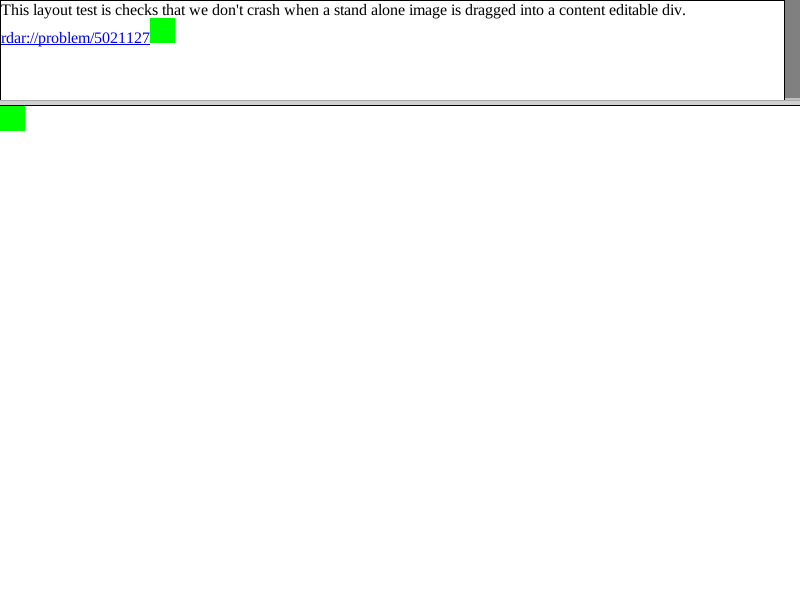 This layout test is checks that we don't crash when a stand alone image is dragged into a content editable div.
rdar://problem/5021127